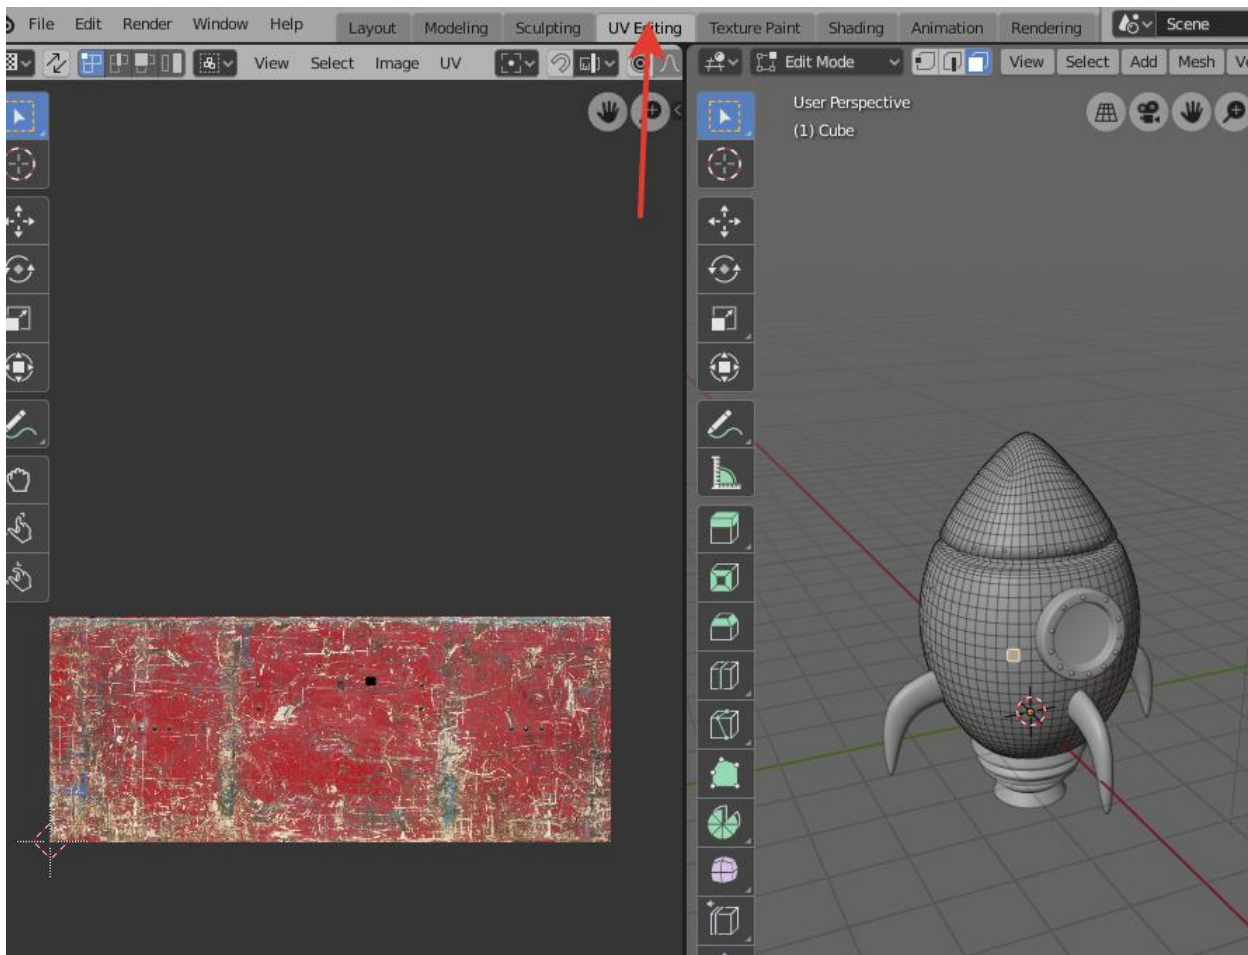 File Edit Render Window Help Layout Modeling Sculpting UV Editing Texture Paint Shading Animation Rendering Scene
View Select Image UV Edit Mode View Select Add Mesh
User Perspective
(1) Cube